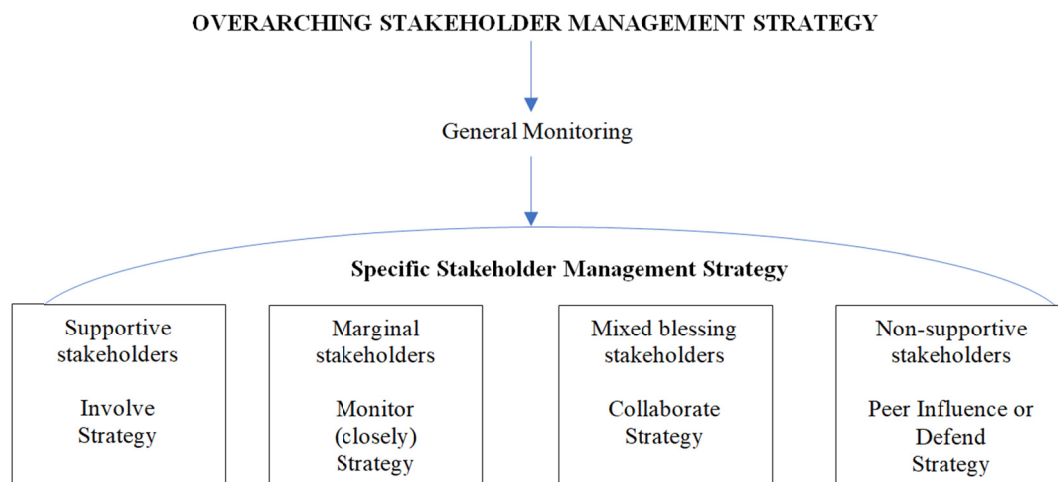 OVERARCHING STAKEHOLDER MANAGEMENT STRATEGY
General Monitoring
Specific Stakeholder Management Strategy
Supportive
stakeholders
Involve
Strategy
Marginal
stakeholders
Monitor
(closely)
Strategy
Mixed blessing
stakeholders
Collaborate
Strategy
Non-supportive
stakeholders
Peer Influence or
Defend
Strategy